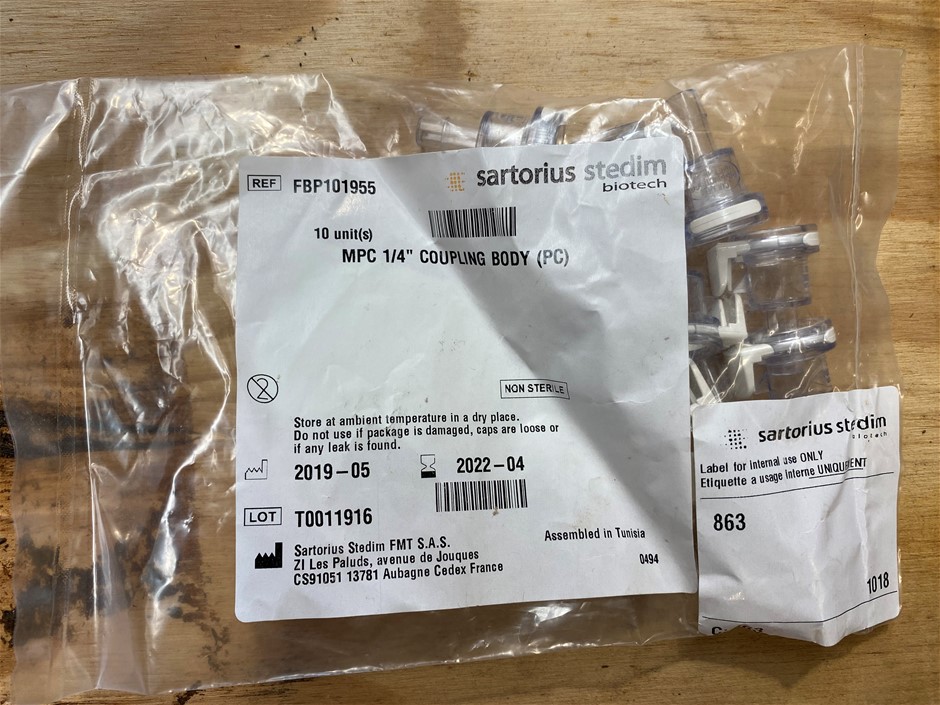 REF FBP101955
sartorius stedim
biotech
10 unit(s)
MPC 1/4" COUPLING BODY (PC)
2
NON STERILE
Store at ambient temperature in a dry place.
Do not use if package is damaged, caps are loose or
if any leak is found.
2019-05
2022-04
LOT T0011916
Sartorius Stedim FMT S.A.S.
ZI Les Paluds, avenue de Jouques
CS91051 13781 Aubagne Cedex France
Assembled in Tunisia
0494
sartorius stedim
biotech
Label for internal use ONLY
Etiquette a usage interne UNIQUEMENT
863
1018